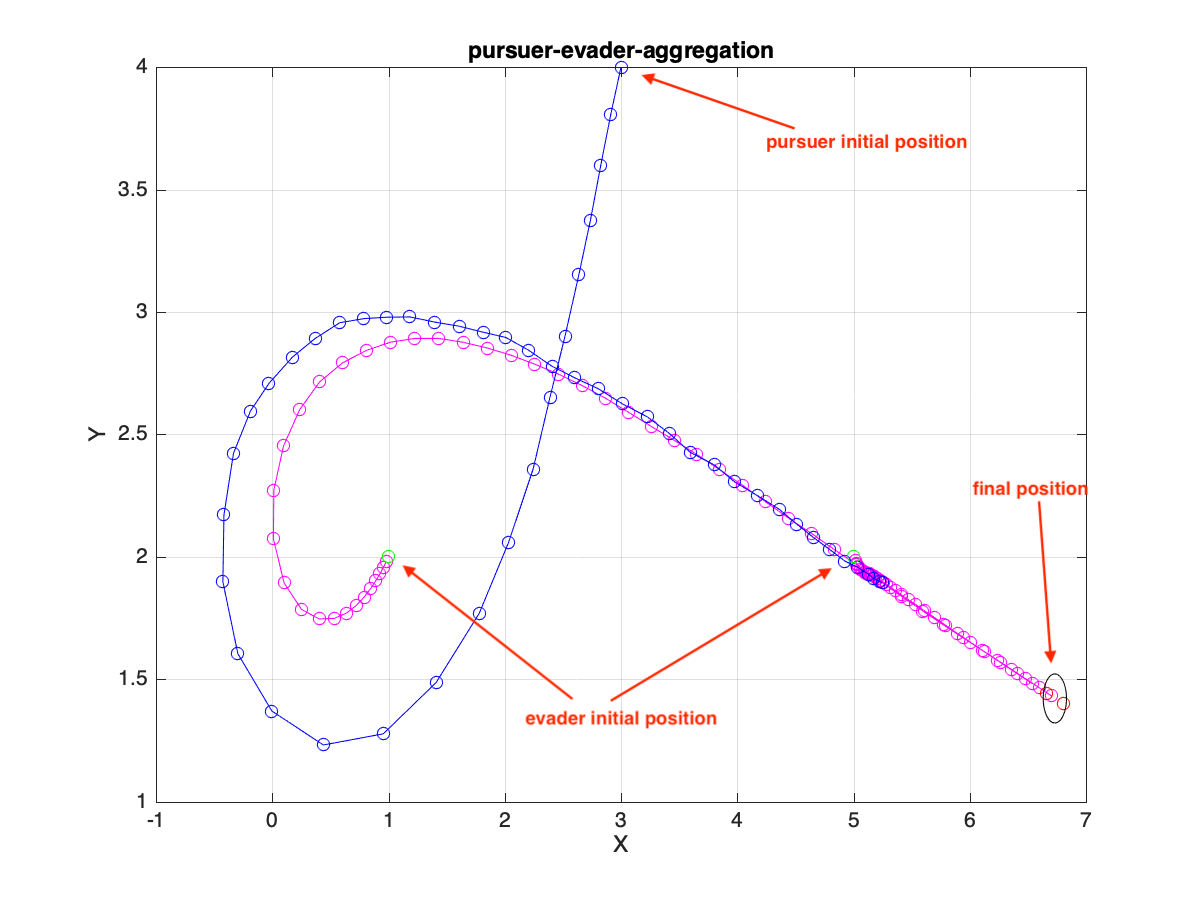 pursuer-evader-aggregation
4
pursuer initial position
3.5
3
Y
2.5
final position
2
1.5
evader initial position
1
-1 0 1 2 3 4 5 6 7
X